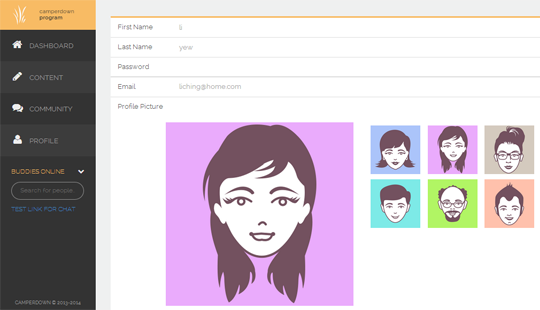 camperdown
program
DASHBOARD
CONTENT
COMMUNITY
PROFILE
BUDDIES ONLINE
Search for people
TEST LINK FOR CHAT
CAMPERDOWN © 2013-2014
First Name li
Last Name yew
Password
Email liching@home.com
Profile Picture